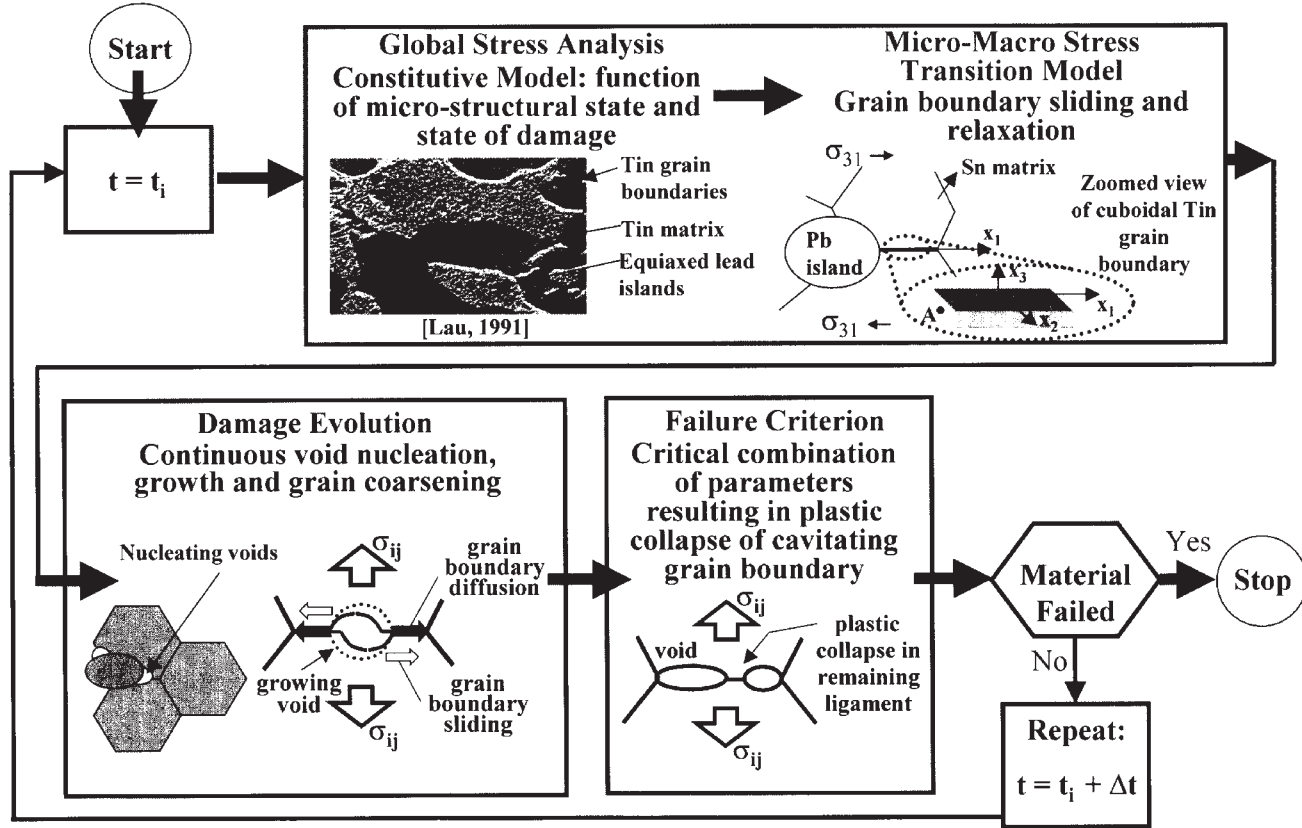 Start
t = tᵢ
Global Stress Analysis
Constitutive Model: function
of micro-structural state and
state of damage
Tin grain
boundaries
Tin matrix
Equiaxed lead
islands
[Lau, 1991]
Micro-Macro Stress
Transition Model
Grain boundary sliding and
relaxation
σ₃₁
Sn matrix
Zoomed view
of cuboidal Tin
grain
boundary
Pb
island
x₁
x₃
x₁
A
x₂
σ₃₁
Damage Evolution
Continuous void nucleation,
growth and grain coarsening
Nucleating voids
σᵢⱼ
grain
boundary
diffusion
growing
void
grain
boundary
sliding
σᵢⱼ
Failure Criterion
Critical combination
of parameters
resulting in plastic
collapse of cavitating
grain boundary
σᵢⱼ
void
plastic
collapse in
remaining
ligament
σᵢⱼ
Material
Failed
Yes
Stop
No
Repeat:
t = tᵢ + Δt